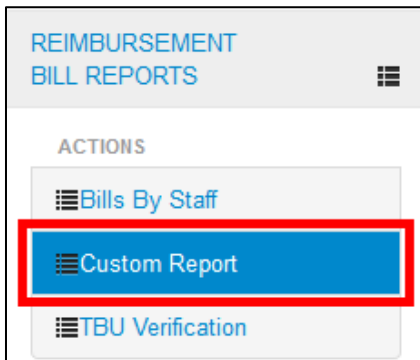 REIMBURSEMENT
BILL REPORTS
ACTIONS
Bills By Staff
Custom Report
TBU Verification